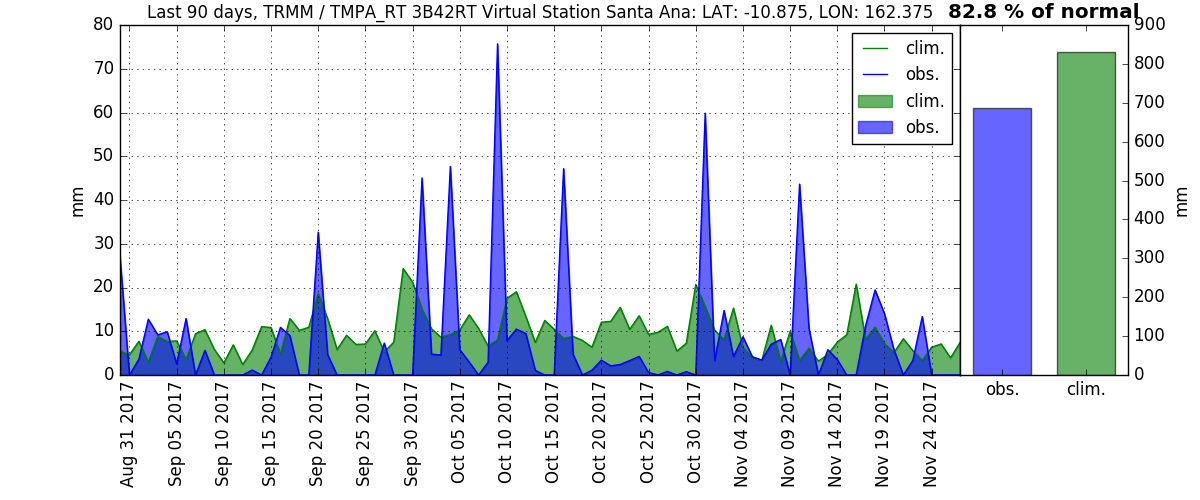 Last 90 days, TRMM / TMPA_RT 3B42RT Virtual Station Santa Ana: LAT: -10.875, LON: 162.375 82.8 % of normal
80
70
60
50
40
30
20
10
0
mm
clim.
obs.
clim.
obs.
900
800
700
600
500
400
300
200
100
0
mm
Aug 31 2017
Sep 05 2017
Sep 10 2017
Sep 15 2017
Sep 20 2017
Sep 25 2017
Sep 30 2017
Oct 05 2017
Oct 10 2017
Oct 15 2017
Oct 20 2017
Oct 25 2017
Oct 30 2017
Nov 04 2017
Nov 09 2017
Nov 14 2017
Nov 19 2017
Nov 24 2017
obs.
clim.